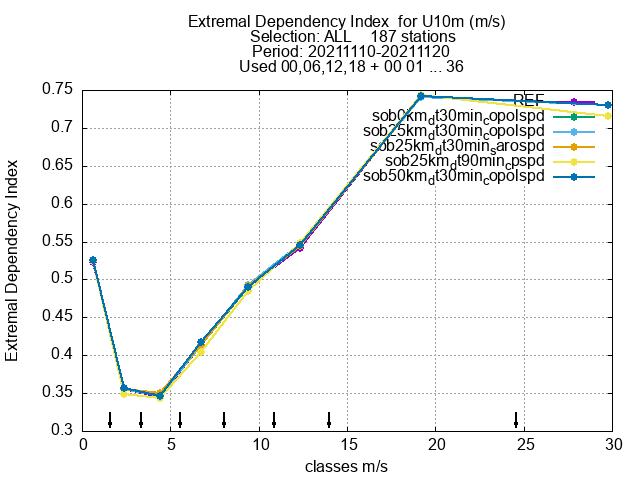 Extremal Dependency Index  for U10m (m/s)
Selection: ALL    187 stations
Period: 20211110-20211120
Used 00,06,12,18 + 00 01 ... 36
REF
sob0km_dt30min_copolspd
sob25km_dt30min_copolspd
sob25km_dt30min_sarospd
sob25km_dt90min_cpspd
sob50km_dt30min_copolspd
Extremal Dependency Index
0.75
0.7
0.65
0.6
0.55
0.5
0.45
0.4
0.35
0.3
0 5 10 15 20 25 30
classes m/s